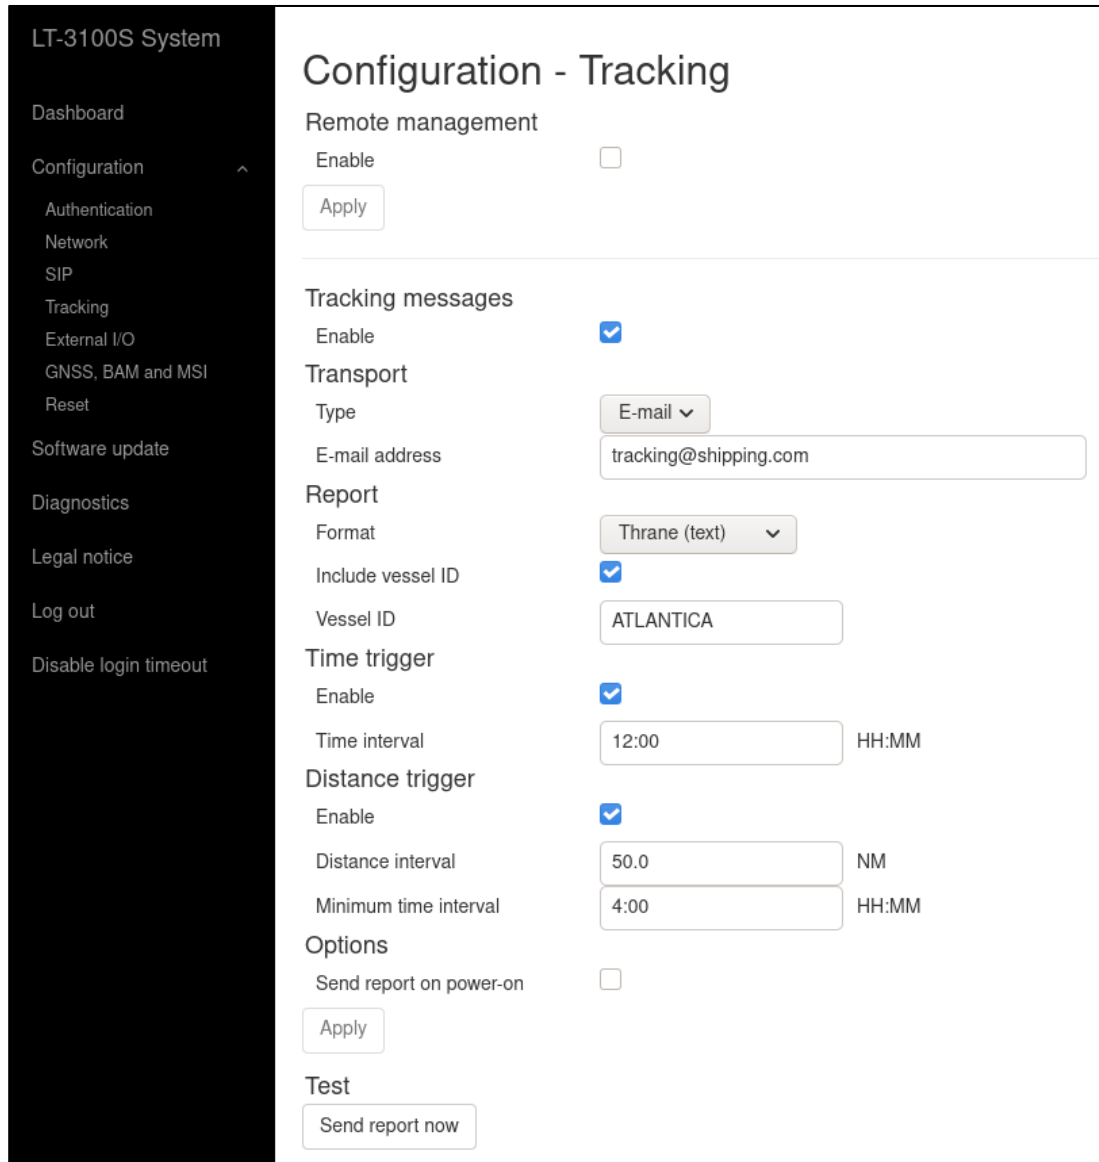 LT-3100S System
Dashboard
Configuration
Authentication
Network
SIP
Tracking
External I/O
GNSS, BAM and MSI
Reset
Software update
Diagnostics
Legal notice
Log out
Disable login timeout
Configuration - Tracking
Remote management
Enable
Apply
Tracking messages
Enable
Transport
Type E-mail
E-mail address tracking@shipping.com
Report
Format Thrane (text)
Include vessel ID
Vessel ID ATLANTICA
Time trigger
Enable
Time interval 12:00 HH:MM
Distance trigger
Enable
Distance interval 50.0 NM
Minimum time interval 4:00 HH:MM
Options
Send report on power-on
Apply
Test
Send report now